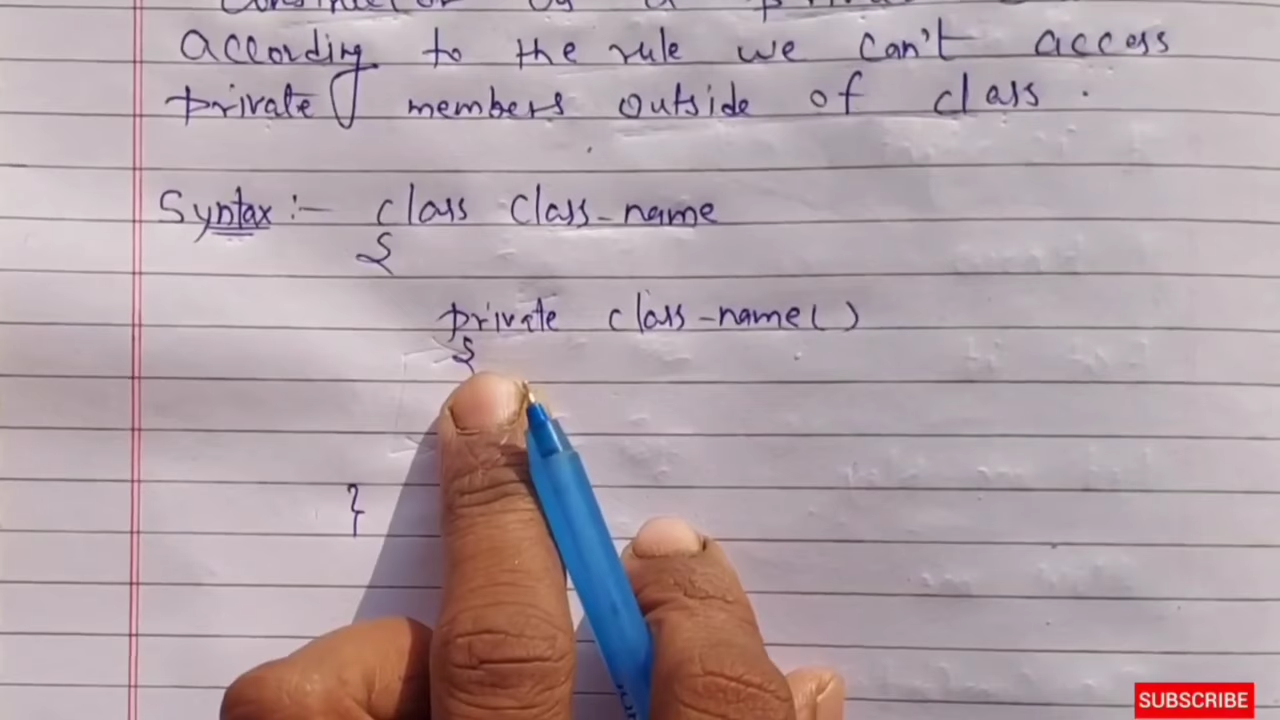 According to the rule we can't access
private members outside of class .
Syntax :- class Class-name
{
private class-name()
{
}
SUBSCRIBE